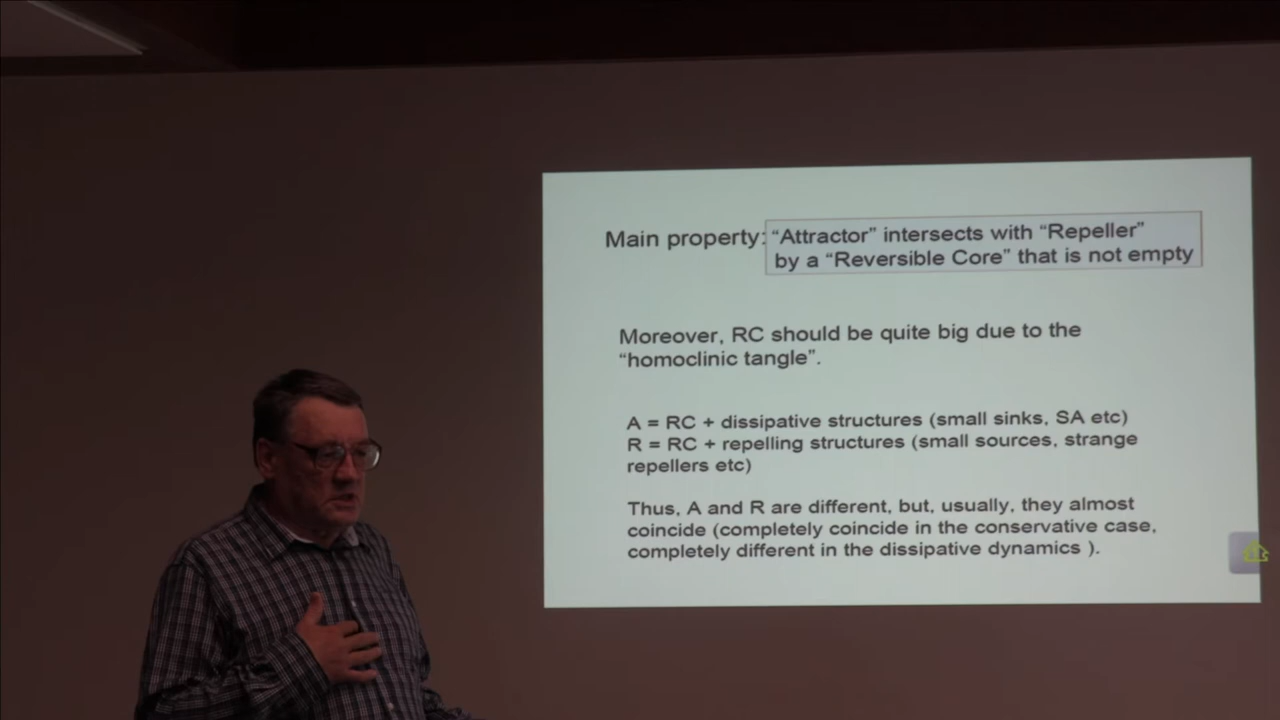 Main property: "Attractor" intersects with "Repeller"
by a "Reversible Core" that is not empty
Moreover, RC should be quite big due to the
"homoclinic tangle".
A = RC + dissipative structures (small sinks, SA etc)
R = RC + repelling structures (small sources, strange
repellers etc)
Thus, A and R are different, but, usually, they almost
coincide (completely coincide in the conservative case,
completely different in the dissipative dynamics ).